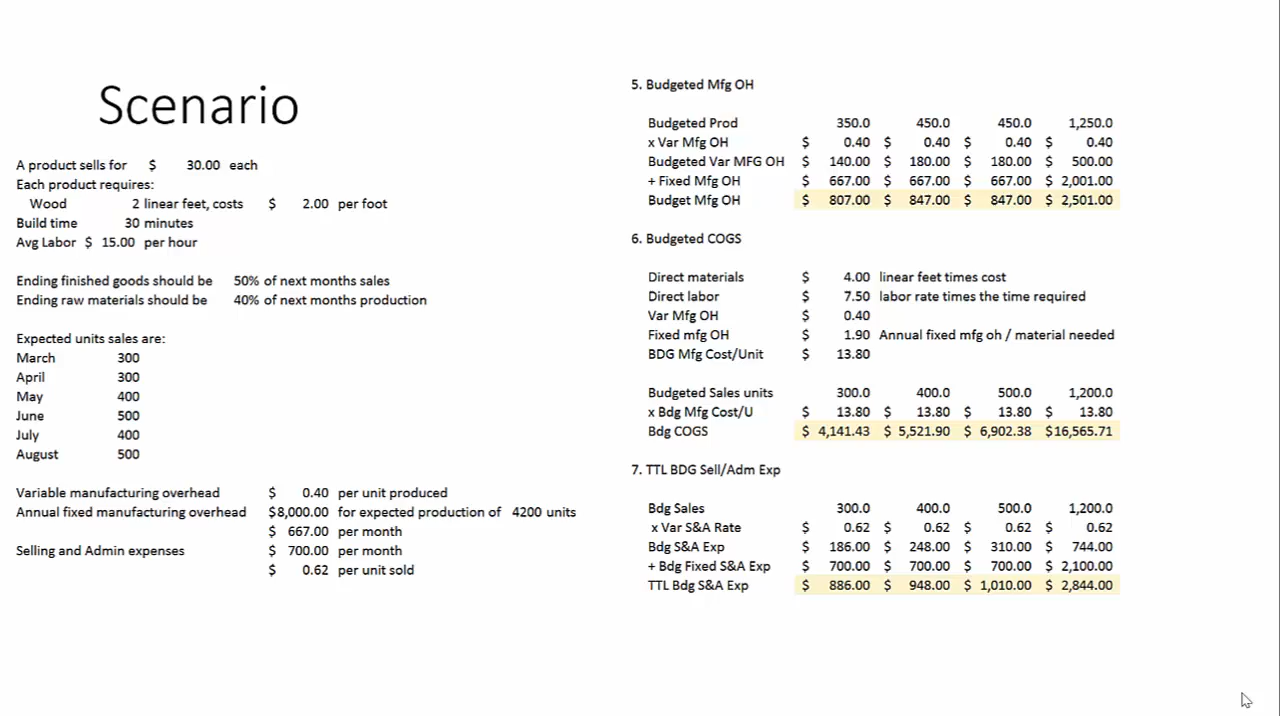 Scenario
A product sells for $ 30.00 each
Each product requires:
Wood 2 linear feet, costs $ 2.00 per foot
Build time 30 minutes
Avg Labor $ 15.00 per hour
Ending finished goods should be 50% of next months sales
Ending raw materials should be 40% of next months production
Expected units sales are:
March 300
April 300
May 400
June 500
July 400
August 500
Variable manufacturing overhead $ 0.40 per unit produced
Annual fixed manufacturing overhead $8,000.00 for expected production of 4200 units
$ 667.00 per month
Selling and Admin expenses $ 700.00 per month
$ 0.62 per unit sold
5. Budgeted Mfg OH
Budgeted Prod 350.0 450.0 450.0 1,250.0
x Var Mfg OH $ 0.40 $ 0.40 $ 0.40 $ 0.40
Budgeted Var MFG OH $ 140.00 $ 180.00 $ 180.00 $ 500.00
+ Fixed Mfg OH $ 667.00 $ 667.00 $ 667.00 $ 2,001.00
Budget Mfg OH $ 807.00 $ 847.00 $ 847.00 $ 2,501.00
6. Budgeted COGS
Direct materials $ 4.00 linear feet times cost
Direct labor $ 7.50 labor rate times the time required
Var Mfg OH $ 0.40
Fixed mfg OH $ 1.90 Annual fixed mfg oh / material needed
BDG Mfg Cost/Unit $ 13.80
Budgeted Sales units 300.0 400.0 500.0 1,200.0
x Bdg Mfg Cost/U $ 13.80 $ 13.80 $ 13.80 $ 13.80
Bdg COGS $ 4,141.43 $ 5,521.90 $ 6,902.38 $16,565.71
7. TTL BDG Sell/Adm Exp
Bdg Sales 300.0 400.0 500.0 1,200.0
x Var S&A Rate $ 0.62 $ 0.62 $ 0.62 $ 0.62
Bdg S&A Exp $ 186.00 $ 248.00 $ 310.00 $ 744.00
+ Bdg Fixed S&A Exp $ 700.00 $ 700.00 $ 700.00 $ 2,100.00
TTL Bdg S&A Exp $ 886.00 $ 948.00 $ 1,010.00 $ 2,844.00